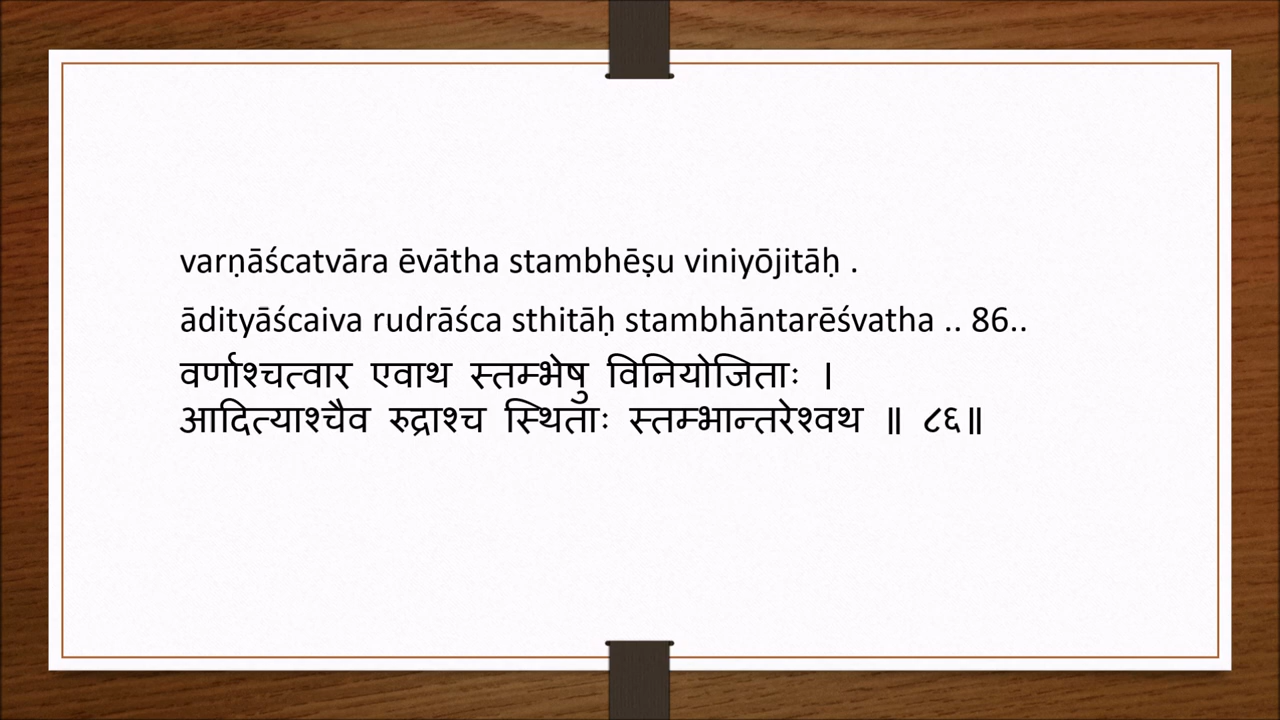 varṇāścatvāra ēvātha stambhēṣu viniyōjitāḥ .
ādityāścaiva rudrāśca sthitāḥ stambhāntarēśvatha .. 86..
वर्णाश्चत्वार एवाथ स्तम्भेषु विनियोजिताः ।
आदित्याश्चैव रुद्राश्च स्थिताः स्तम्भान्तरेश्वथ ॥ ८६॥